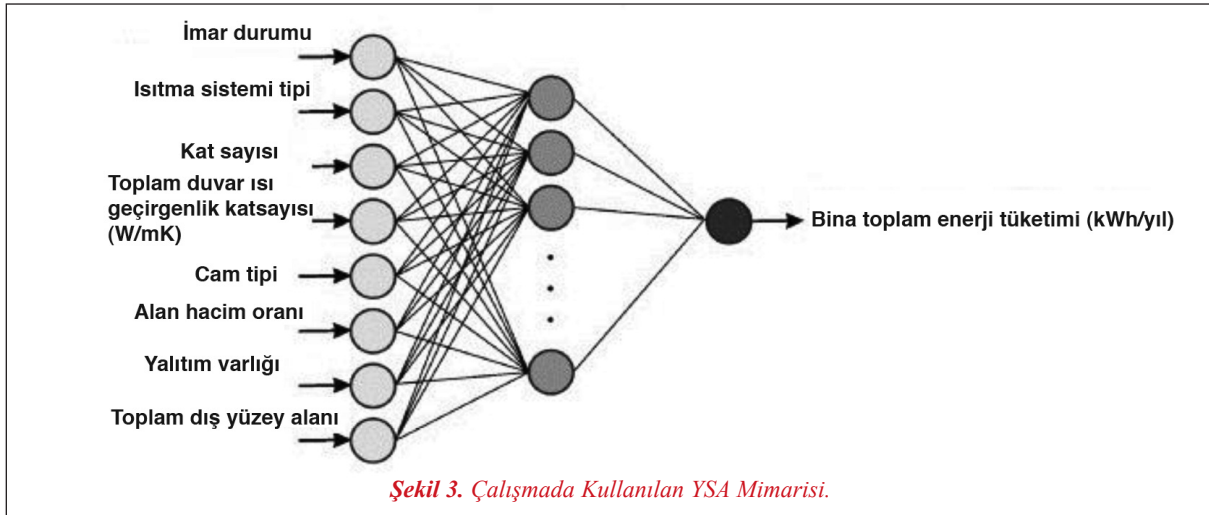 İmar durumu
Isıtma sistemi tipi
Kat sayısı
Toplam duvar ısı
geçirgenlik katsayısı
(W/mK)
Cam tipi
Alan hacim oranı
Yalıtım varlığı
Toplam dış yüzey alanı
Bina toplam enerji tüketimi (kWh/yıl)
Şekil 3. Çalışmada Kullanılan YSA Mimarisi.